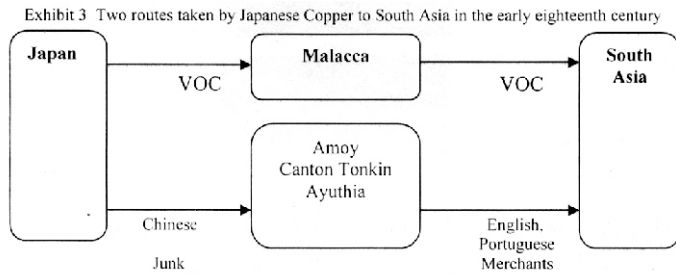 Exhibit 3 Two routes taken by Japanese Copper to South Asia in the early eighteenth century
Japan
Malacca
South
Asia
VOC
VOC
Amoy
Canton Tonkin
Ayuthia
Chinese
Junk
English,
Portuguese
Merchants